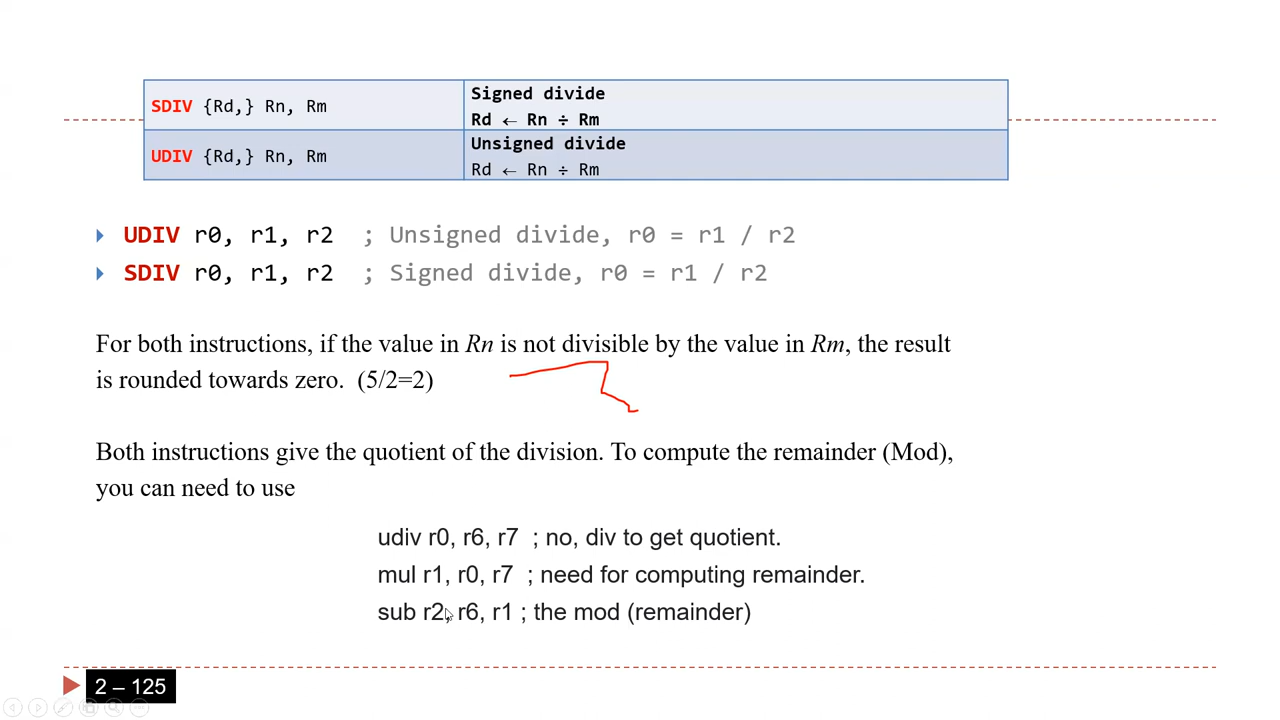 SDIV {Rd,} Rn, Rm
Signed divide
Rd ← Rn ÷ Rm
UDIV {Rd,} Rn, Rm
Unsigned divide
Rd ← Rn ÷ Rm
UDIV r0, r1, r2 ; Unsigned divide, r0 = r1 / r2
SDIV r0, r1, r2 ; Signed divide, r0 = r1 / r2
For both instructions, if the value in Rn is not divisible by the value in Rm, the result
is rounded towards zero. (5/2=2)
Both instructions give the quotient of the division. To compute the remainder (Mod),
you can need to use
udiv r0, r6, r7 ; no, div to get quotient.
mul r1, r0, r7 ; need for computing remainder.
sub r2, r6, r1 ; the mod (remainder)
2 – 125